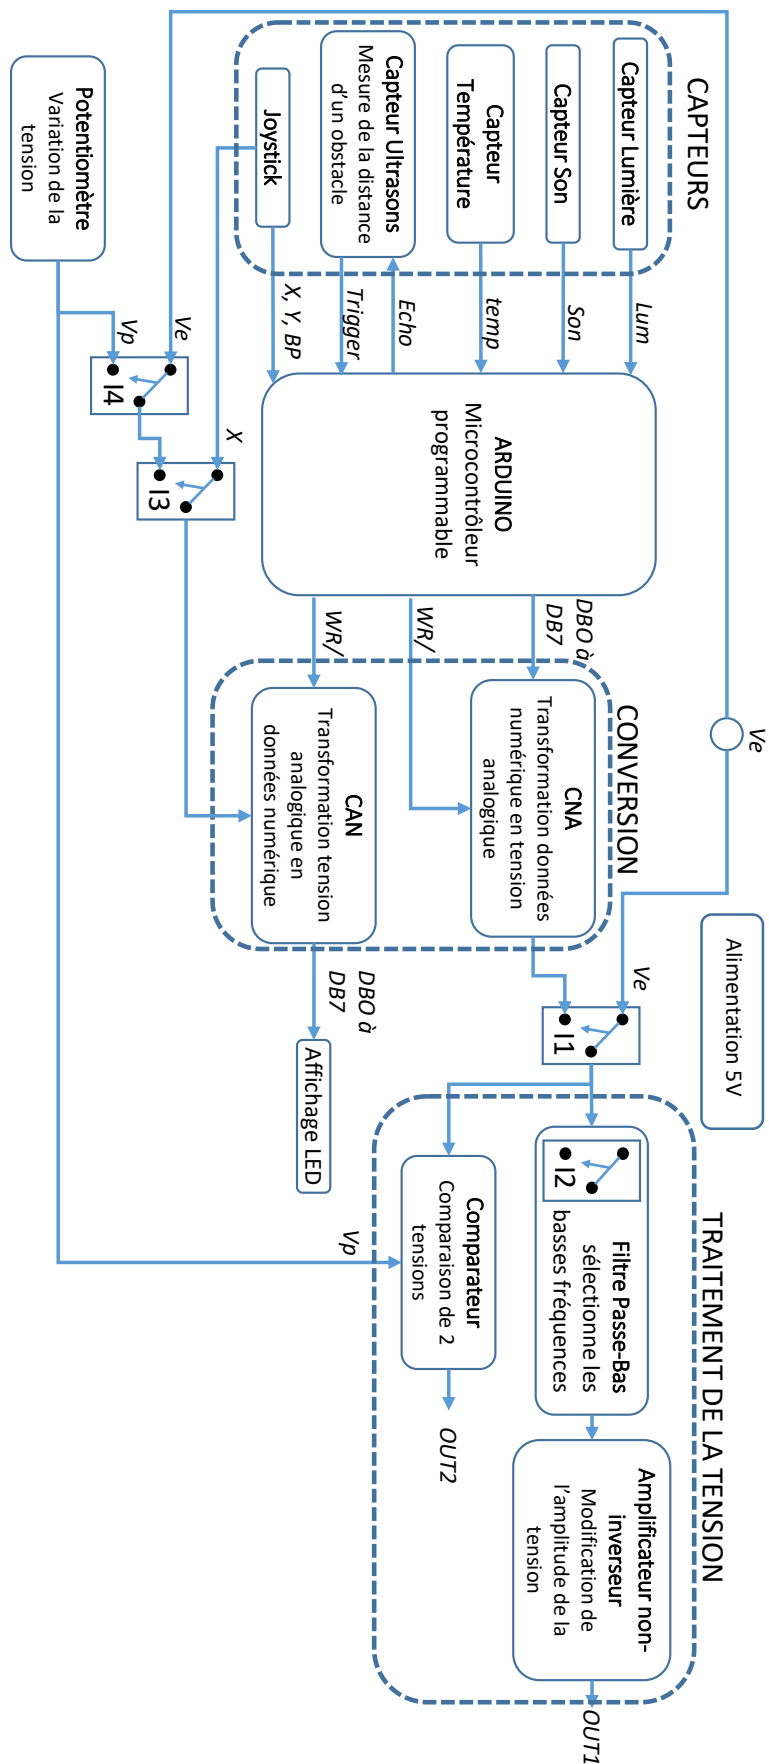 CAPTEURS
Capteur Lumière
Capteur Son
Capteur
Température
Capteur Ultrasons
Mesure de la distance
d'un obstacle
Joystick
Potentiomètre
Variation de la
tension
Lum
Son
temp
Echo
Trigger
X, Y, BP
Ve
Vp
I4
X
I3
ARDUINO
Microcontrôleur
programmable
DBO à
DB7
WR/
WR/
Ve
CONVERSION
CNA
Transformation données
numérique en tension
analogique
CAN
Transformation tension
analogique en
données numérique
Alimentation 5V
Ve
I1
DBO à
DB7
Affichage LED
TRAITEMENT DE LA TENSION
I2
Filtre Passe-Bas
sélectionne les
basses fréquences
Amplificateur non-
inverseur
Modification de
l'amplitude de la
tension
OUT1
Comparateur
Comparaison de 2
tensions
Vp
OUT2